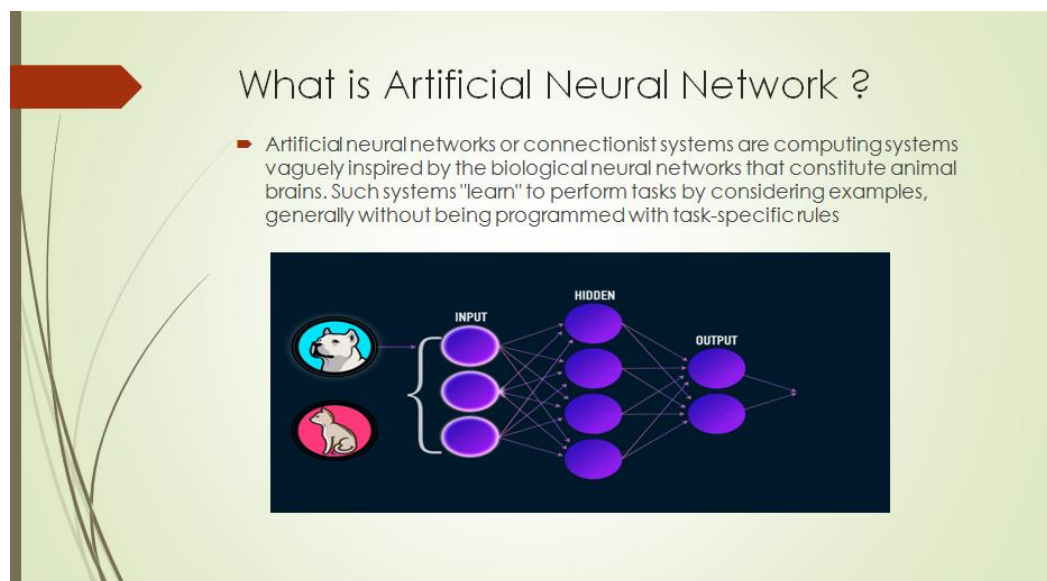 What is Artificial Neural Network ?
Artificial neural networks or connectionist systems are computing systems
vaguely inspired by the biological neural networks that constitute animal
brains. Such systems "learn" to perform tasks by considering examples,
generally without being programmed with task-specific rules
HIDDEN
INPUT
OUTPUT